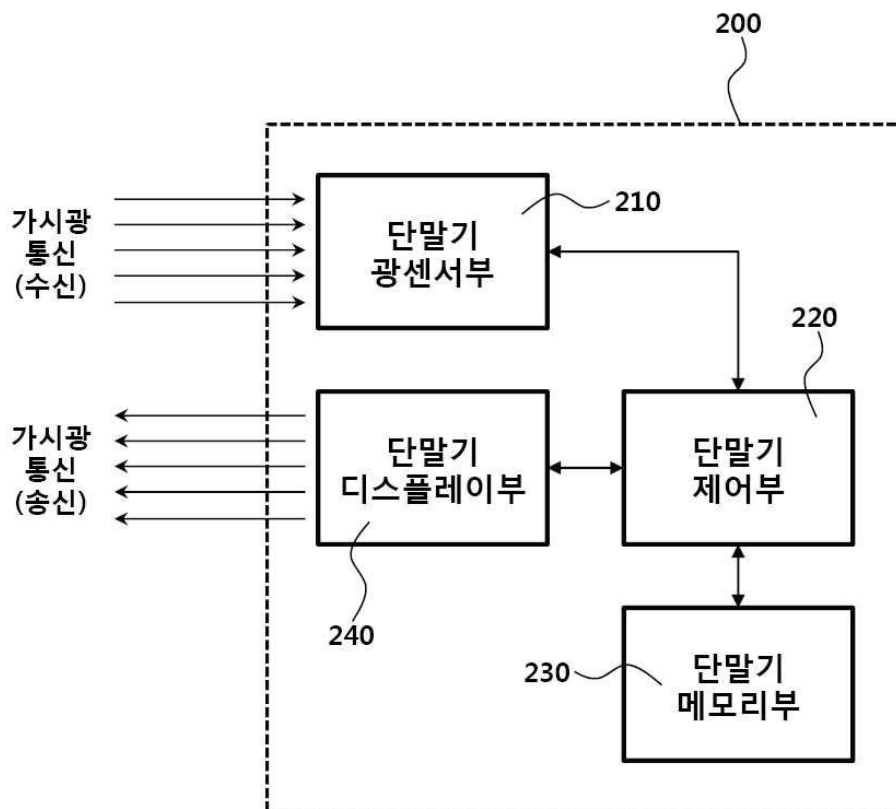 200
가시광
통신
(수신)
단말기
광센서부
210
220
가시광
통신
(송신)
단말기
디스플레이부
단말기
제어부
240
230
단말기
메모리부